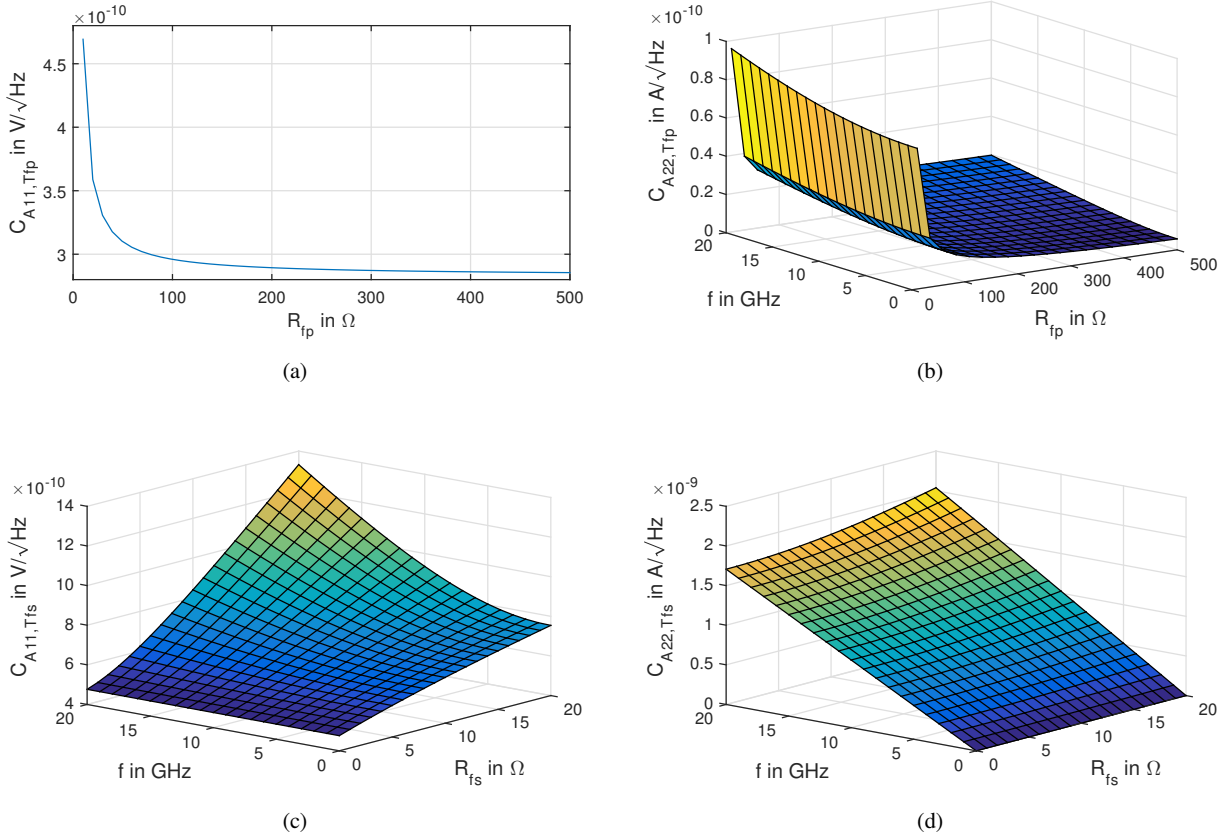 ×10⁻¹⁰
4.5
4
3.5
3
C_A11,Tfp in V/√Hz
0 100 200 300 400 500
R_fp in Ω
(a)
×10⁻¹⁰
1
0.8
0.6
0.4
0.2
0
C_A22,Tfp in A/√Hz
20 15 10 5 0
f in GHz
0 100 200 300 400 500
R_fp in Ω
(b)
×10⁻¹⁰
14
12
10
8
6
4
C_A11,Tfs in V/√Hz
20 15 10 5 0
f in GHz
0 5 10 15 20
R_fs in Ω
(c)
×10⁻⁹
2.5
2
1.5
1
0.5
0
C_A22,Tfs in A/√Hz
20 15 10 5 0
f in GHz
0 5 10 15 20
R_fs in Ω
(d)